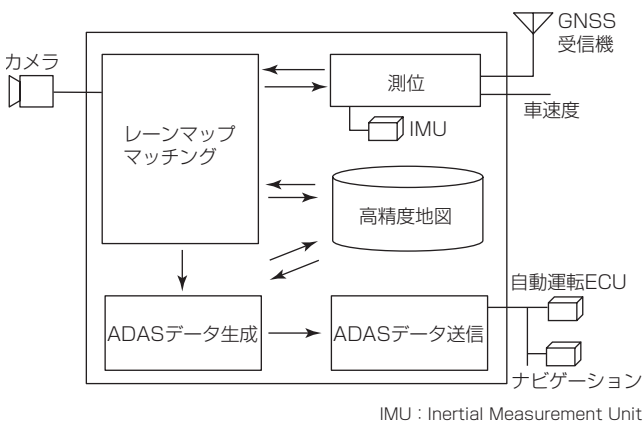 GNSS
受信機
カメラ
測位
車速度
レーンマップ
マッチング
IMU
高精度地図
自動運転ECU
ADASデータ生成
ADASデータ送信
ナビゲーション
IMU：Inertial Measurement Unit